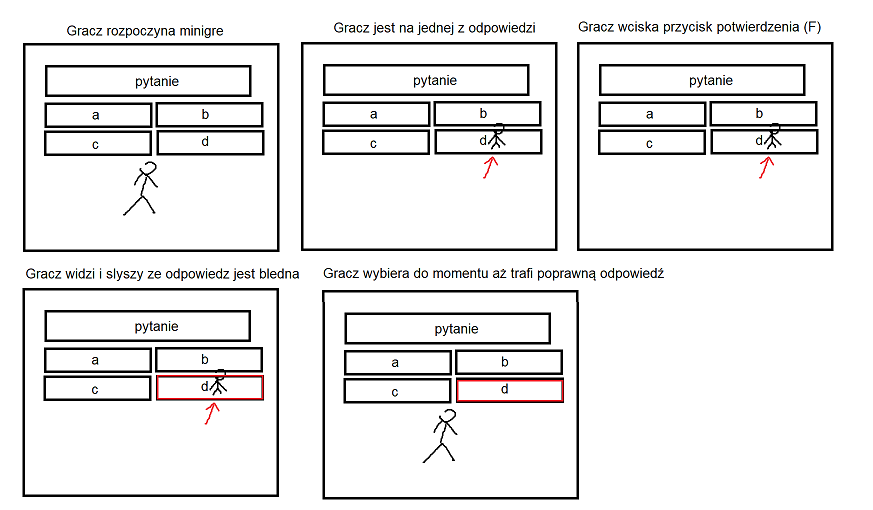 Gracz rozpoczyna minigre
Gracz jest na jednej z odpowiedzi
Gracz wciska przycisk potwierdzenia (F)
pytanie
a
b
c
d
pytanie
a
b
c
d
pytanie
a
b
c
d
Gracz widzi i slyszy ze odpowiedz jest bledna
Gracz wybiera do momentu aż trafi poprawną odpowiedź
pytanie
a
b
c
d
pytanie
a
b
c
d